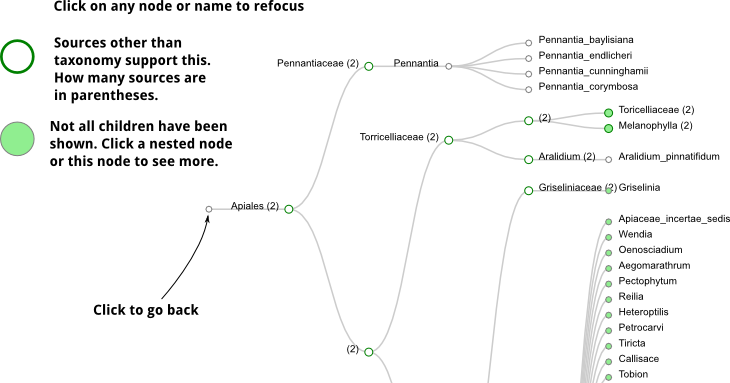 Click on any node or name to refocus
Sources other than
taxonomy support this.
How many sources are
in parentheses.
Not all children have been
shown. Click a nested node
or this node to see more.
Click to go back
Apiales (2)
Pennantiaceae (2)
Pennantia
Pennantia_baylisiana
Pennantia_endlicheri
Pennantia_cunninghamii
Pennantia_corymbosa
Torricelliaceae (2)
(2)
Toricelliaceae (2)
Melanophylla (2)
Aralidium (2)
Aralidium_pinnatifidum
(2)
Griseliniaceae (2)
Griselinia
Apiaceae_incertae_sedis
Wendia
Oenosciadium
Aegomarathrum
Pectophytum
Reilia
Heteroptilis
Petrocarvi
Tiricta
Callisace
Tobion